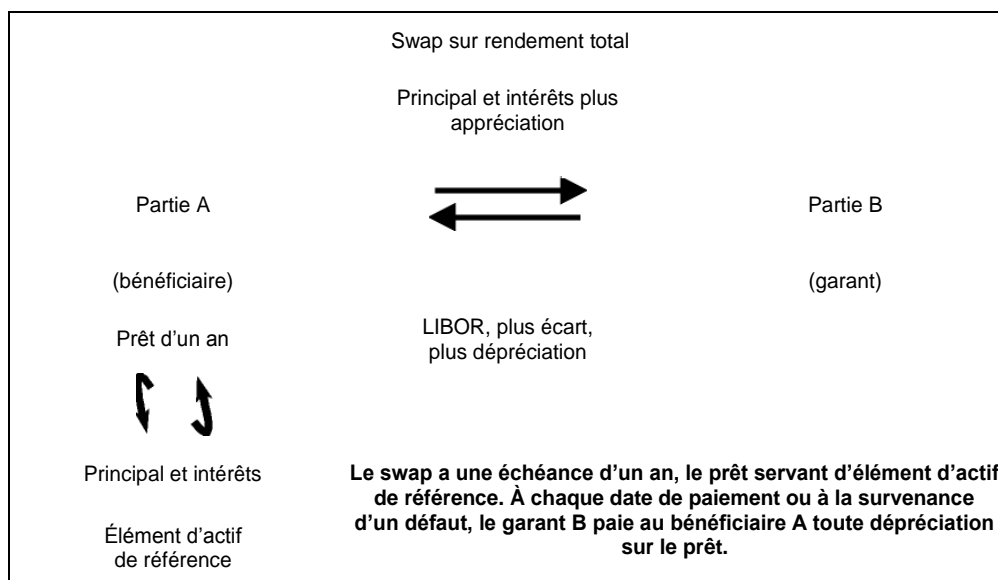 Swap sur rendement total
Principal et intérêts plus
appréciation
Partie A
Partie B
(bénéficiaire)
(garant)
Prêt d'un an
LIBOR, plus écart,
plus dépréciation
Principal et intérêts
Élément d'actif
de référence
Le swap a une échéance d'un an, le prêt servant d'élément d'actif
de référence. À chaque date de paiement ou à la survenance
d'un défaut, le garant B paie au bénéficiaire A toute dépréciation
sur le prêt.